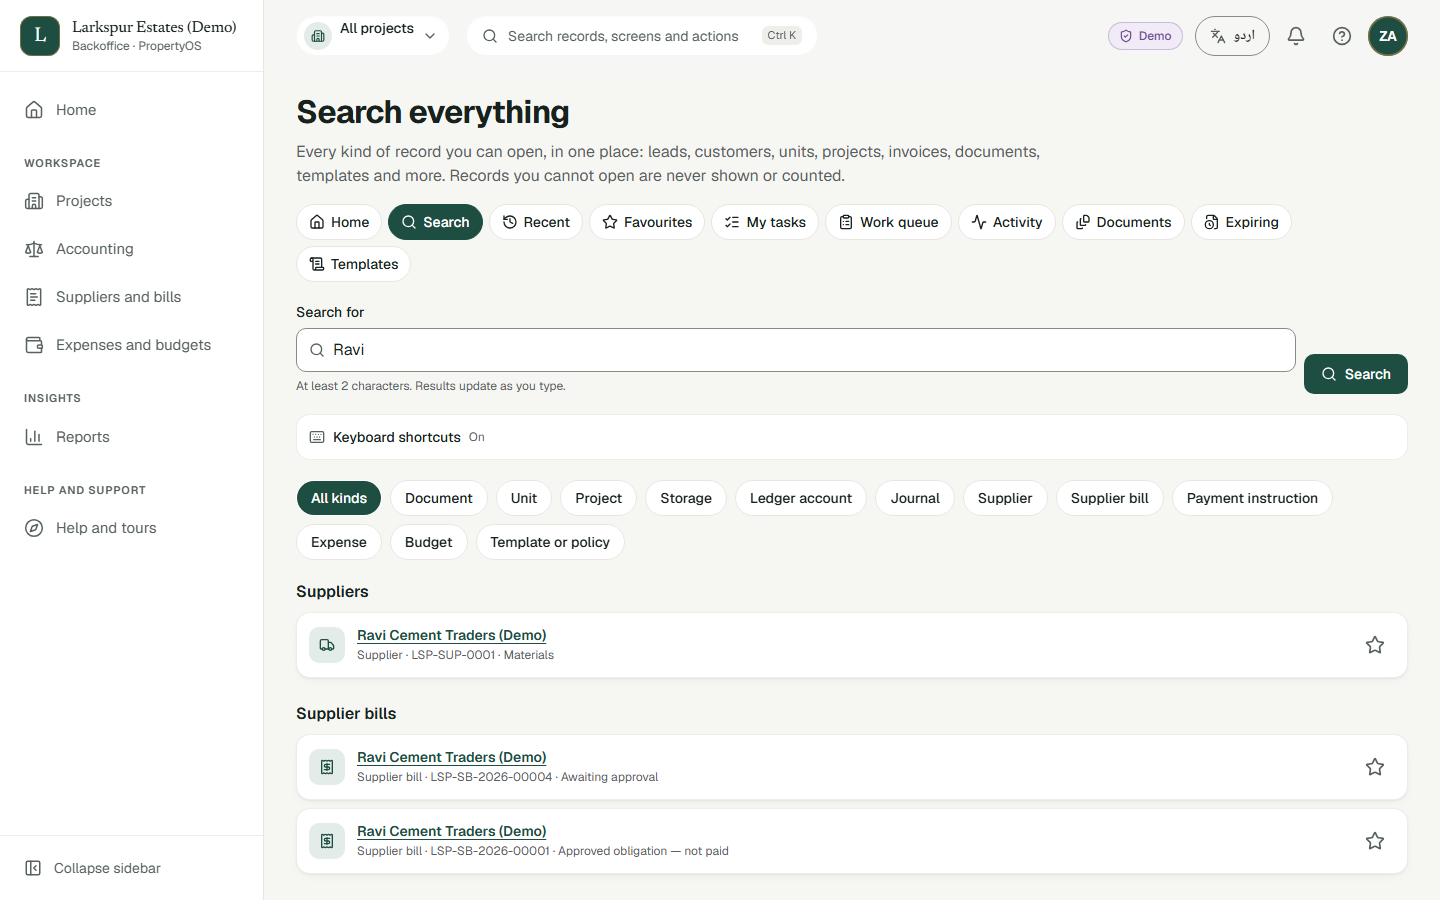 L
Larkspur Estates (Demo)
Backoffice · PropertyOS
Home
WORKSPACE
Projects
Accounting
Suppliers and bills
Expenses and budgets
INSIGHTS
Reports
HELP AND SUPPORT
Help and tours
Collapse sidebar
All projects
Search records, screens and actions
Ctrl K
Demo
اردو
ZA
Search everything
Every kind of record you can open, in one place: leads, customers, units, projects, invoices, documents,
templates and more. Records you cannot open are never shown or counted.
Home
Search
Recent
Favourites
My tasks
Work queue
Activity
Documents
Expiring
Templates
Search for
Ravi
At least 2 characters. Results update as you type.
Search
Keyboard shortcuts On
All kinds
Document
Unit
Project
Storage
Ledger account
Journal
Supplier
Supplier bill
Payment instruction
Expense
Budget
Template or policy
Suppliers
Ravi Cement Traders (Demo)
Supplier · LSP-SUP-0001 · Materials
Supplier bills
Ravi Cement Traders (Demo)
Supplier bill · LSP-SB-2026-00004 · Awaiting approval
Ravi Cement Traders (Demo)
Supplier bill · LSP-SB-2026-00001 · Approved obligation — not paid